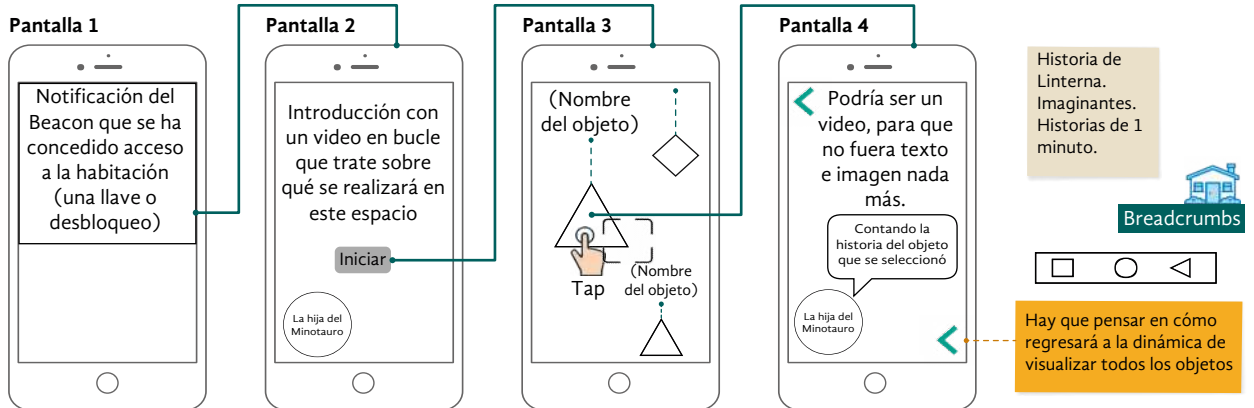 Pantalla 1
Notificación del
Beacon que se ha
concedido acceso
a la habitación
(una llave o
desbloqueo)
Pantalla 2
Introducción con
un video en bucle
que trate sobre
qué se realizará en
este espacio
Iniciar
La hija del
Minotauro
Pantalla 3
(Nombre
del objeto)
Tap
(Nombre
del objeto)
Pantalla 4
Podría ser un
video, para que
no fuera texto
e imagen nada
más.
Contando la
historia del objeto
que se seleccionó
La hija del
Minotauro
Historia de
Linterna.
Imaginantes.
Historias de 1
minuto.
Breadcrumbs
Hay que pensar en cómo
regresará a la dinámica de
visualizar todos los objetos